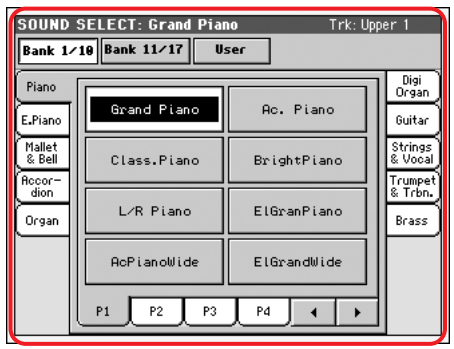 SOUND SELECT: Grand Piano Trk: Upper 1
Bank 1/10 Bank 11/17 User
Piano
E.Piano
Mallet
& Bell
Accor-
dion
Organ
Grand Piano Ac. Piano
Class.Piano BrightPiano
L/R Piano ElGranPiano
AcPianoWide ElGrandWide
Digi
Organ
Guitar
Strings
& Vocal
Trumpet
& Trbn.
Brass
P1 P2 P3 P4